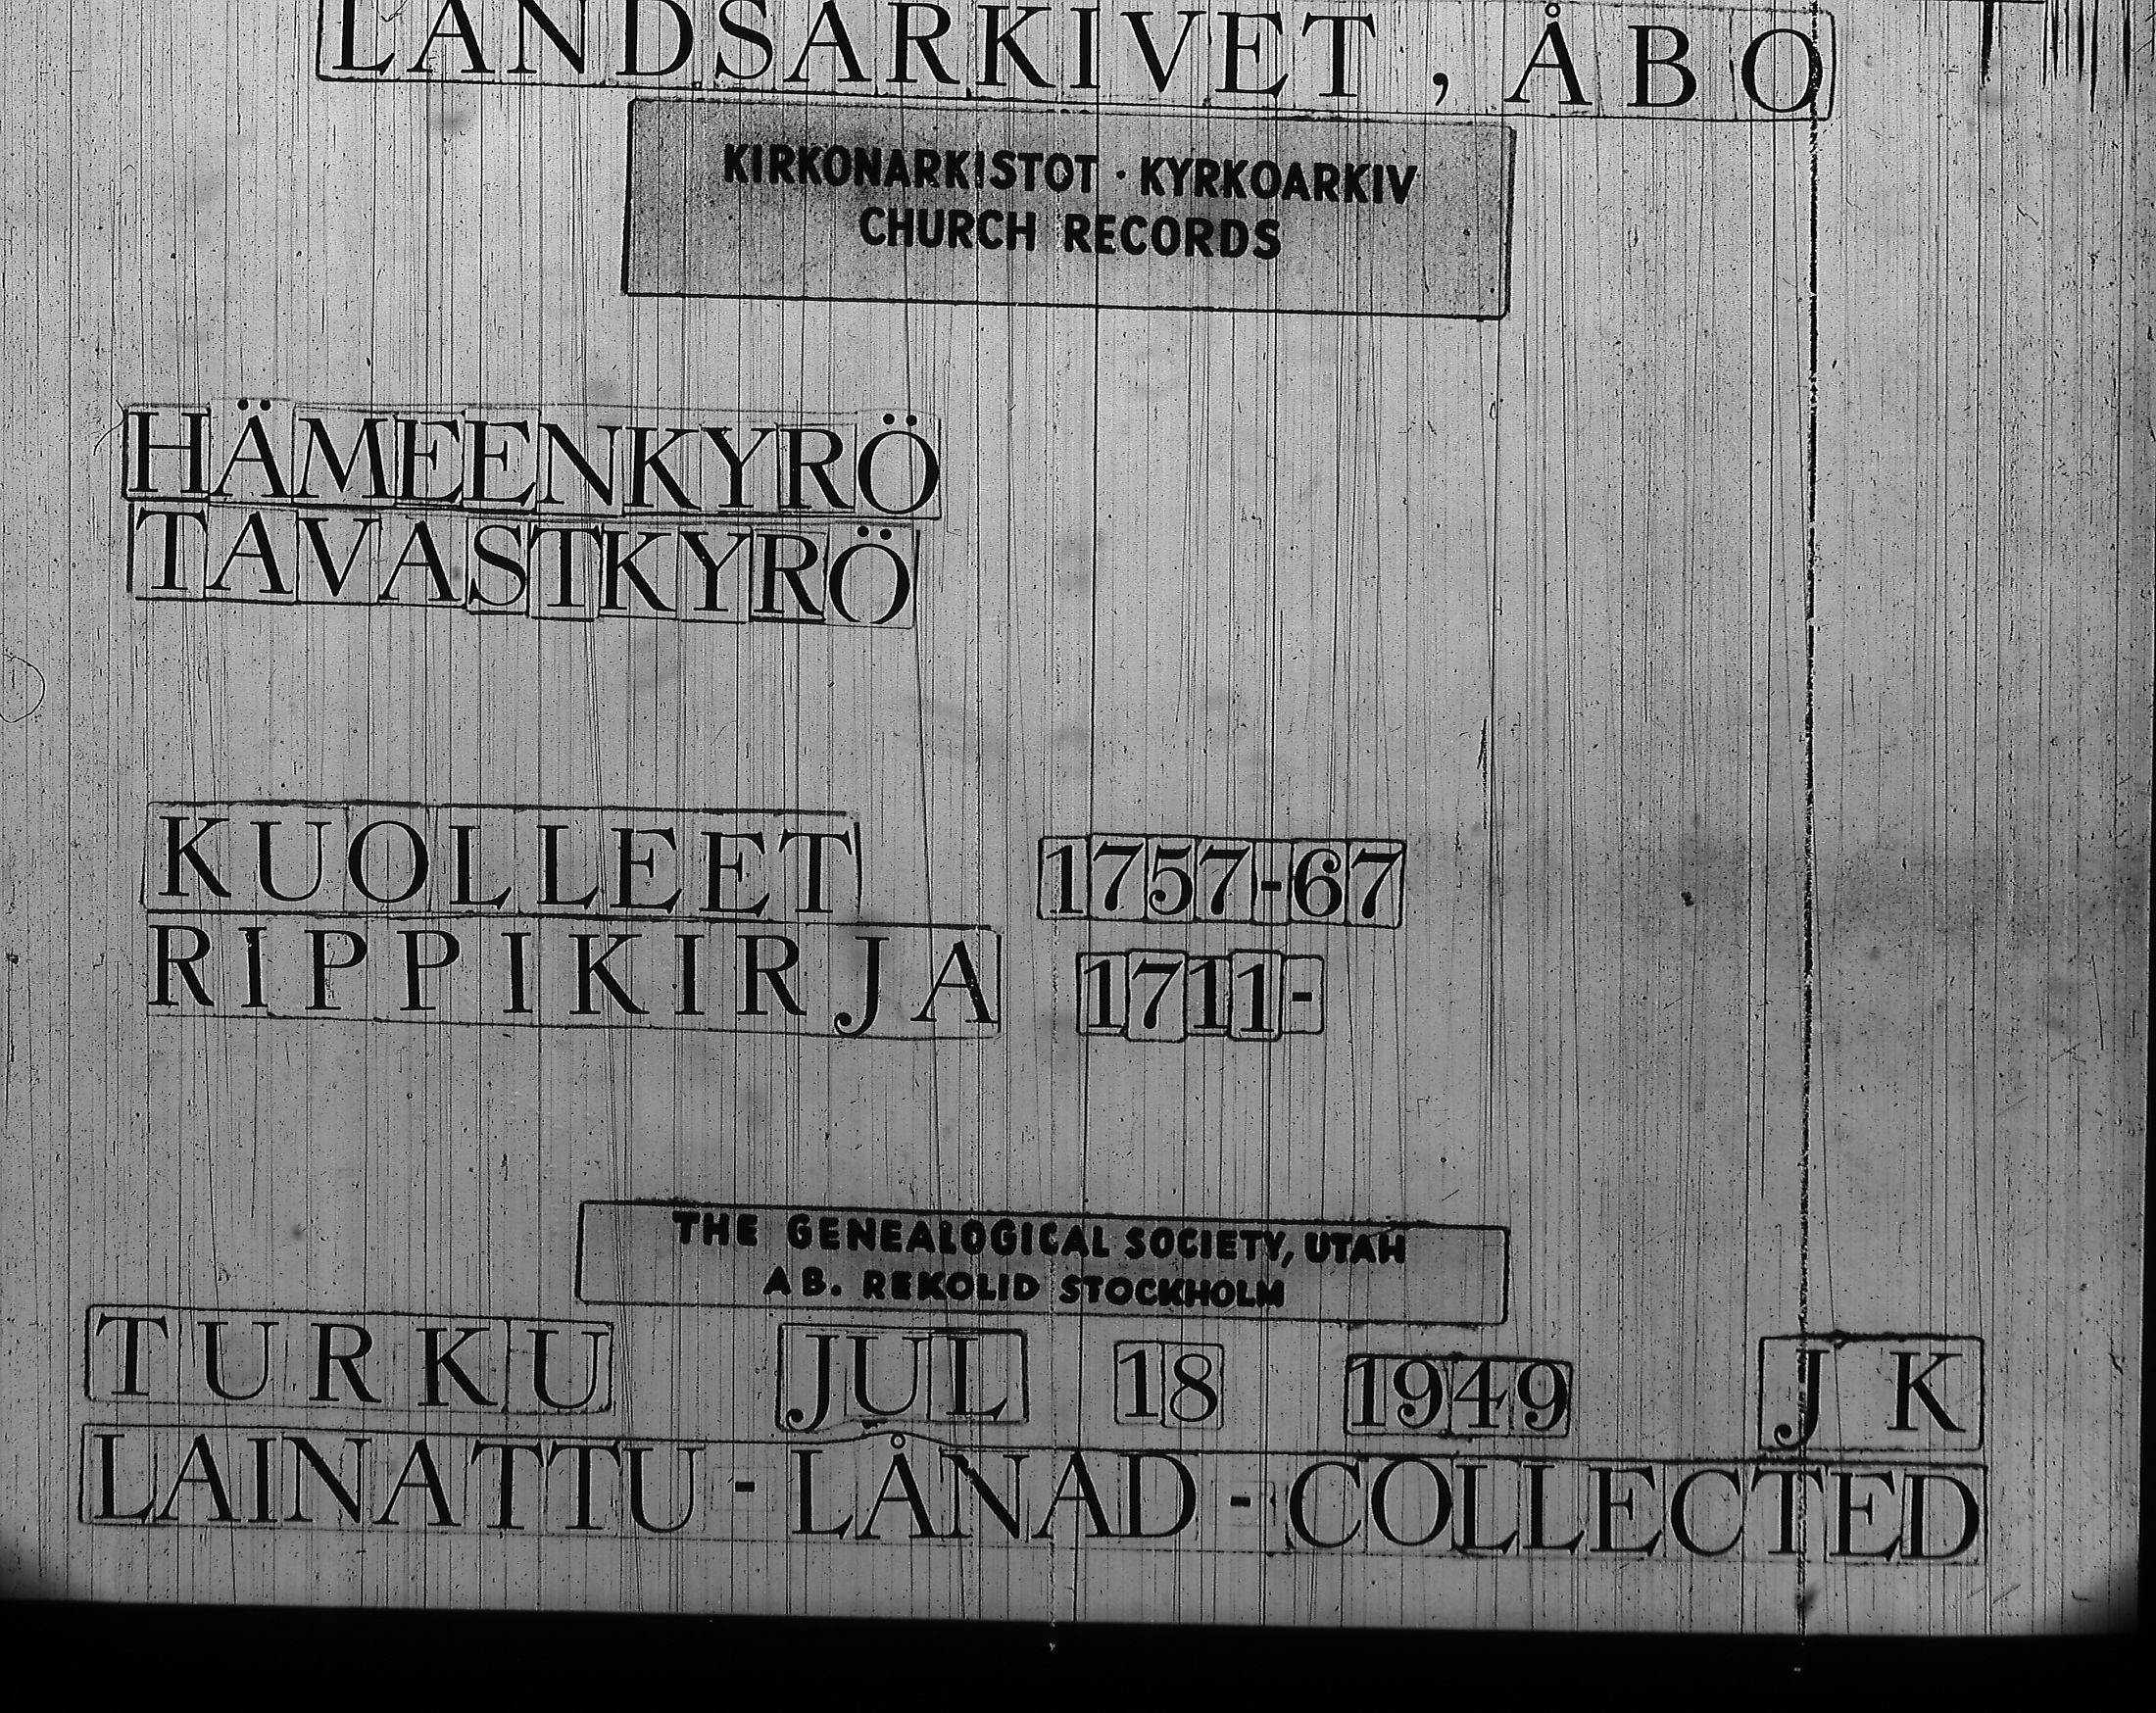 LANDSARKIVET, ÅBO
KIRKONARKISTOT · KYRKOARKIV
CHURCH RECORDS
HÄMEENKYRÖ
TAVASTKYRÖ
KUOLLEET 1757-67
RIPPIKIRJA 1711-
THE GENEALOGICAL SOCIETY, UTAH
AB. REKOLID STOCKHOLM
TURKU JUL 18 1949 J K
LAINATTU - LÅNAD - COLLECTED